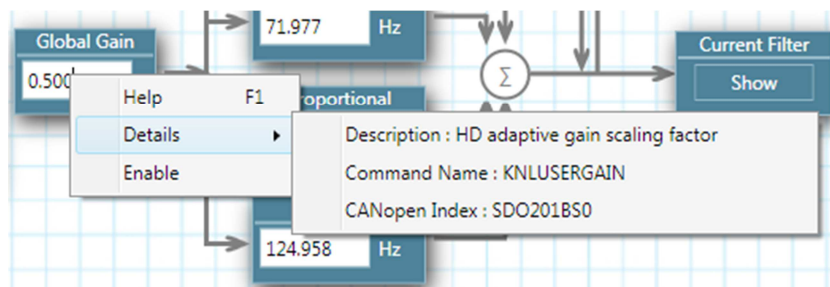 71.977 Hz
Global Gain
0.500
Σ
Current Filter
Show
Help F1
Details
Enable
Description : HD adaptive gain scaling factor
Command Name : KNLUSERGAIN
CANopen Index : SDO201BS0
124.958 Hz